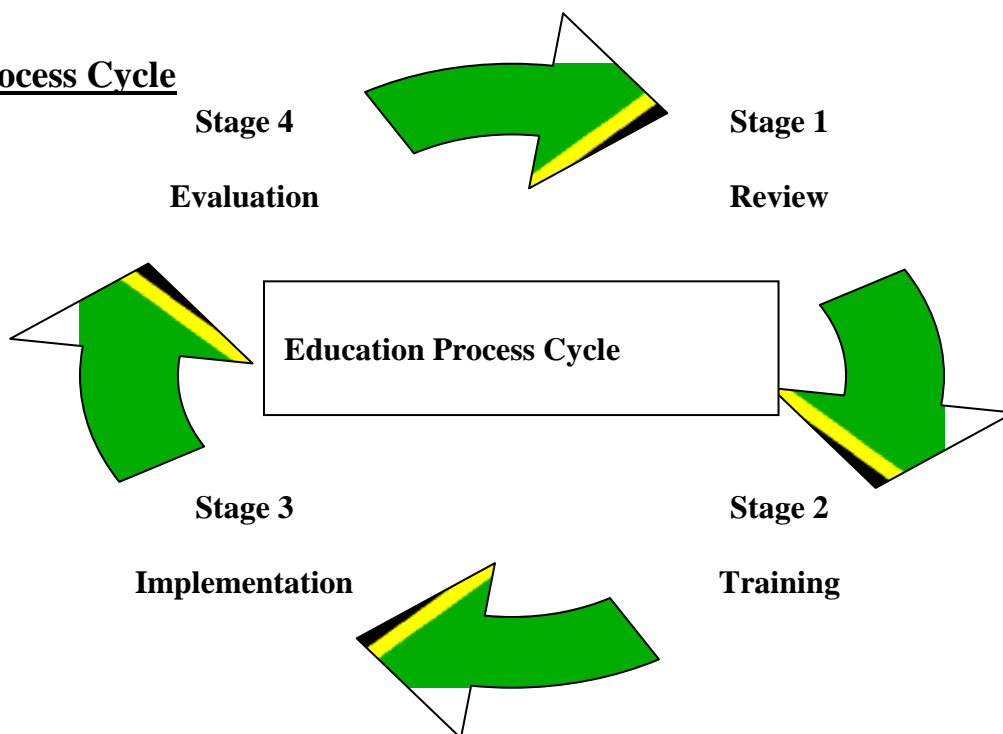 ocess Cycle
Stage 4
Evaluation
Stage 1
Review
Education Process Cycle
Stage 3
Implementation
Stage 2
Training